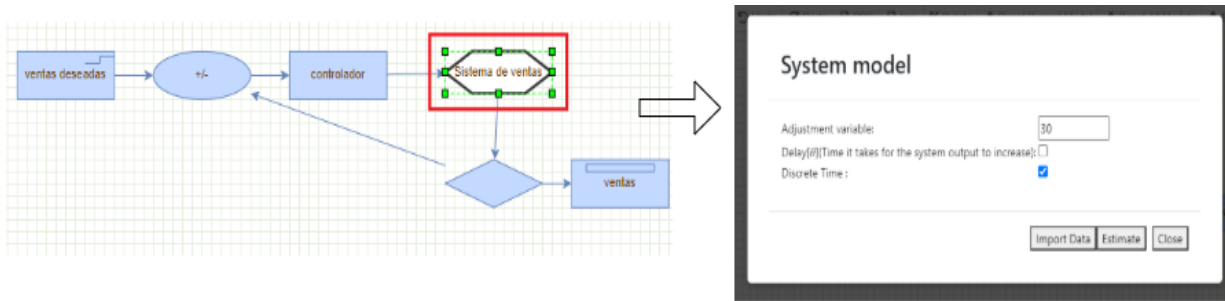 ventas deseadas
+/-
controlador
Sistema de ventas
ventas
System model
Adjustment variable:
30
Delay[θ](Time it takes for the system output to increase):
Discrete Time :
Import Data
Estimate
Close